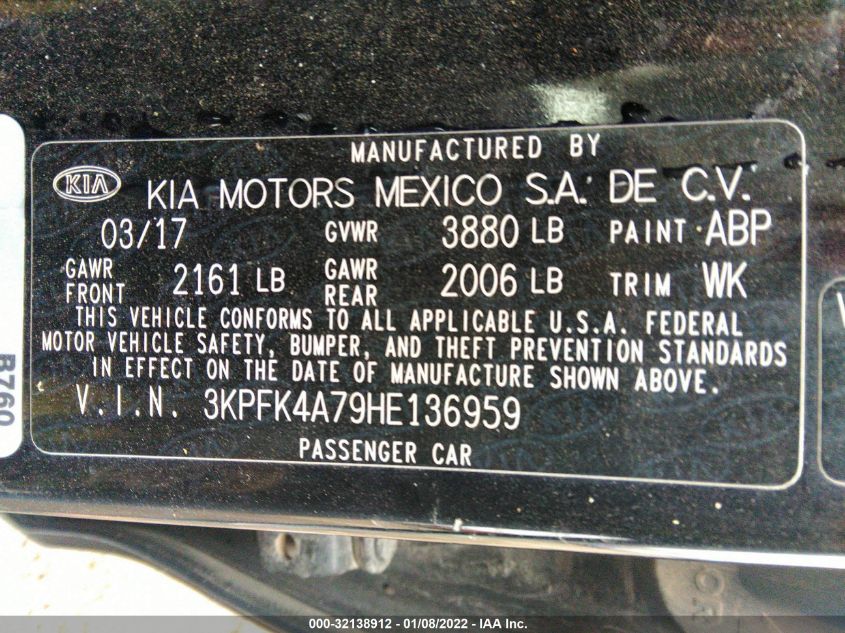 MANUFACTURED BY
KIA KIA MOTORS MEXICO S.A. DE C.V.
03/17 GVWR 3880 LB PAINT ABP
GAWR FRONT 2161 LB GAWR REAR 2006 LB TRIM WK
THIS VEHICLE CONFORMS TO ALL APPLICABLE U.S.A. FEDERAL
MOTOR VEHICLE SAFETY, BUMPER, AND THEFT PREVENTION STANDARDS
IN EFFECT ON THE DATE OF MANUFACTURE SHOWN ABOVE.
V.I.N. 3KPFK4A79HE136959
PASSENGER CAR
B760
000-32138912 - 01/08/2022 - IAA Inc.